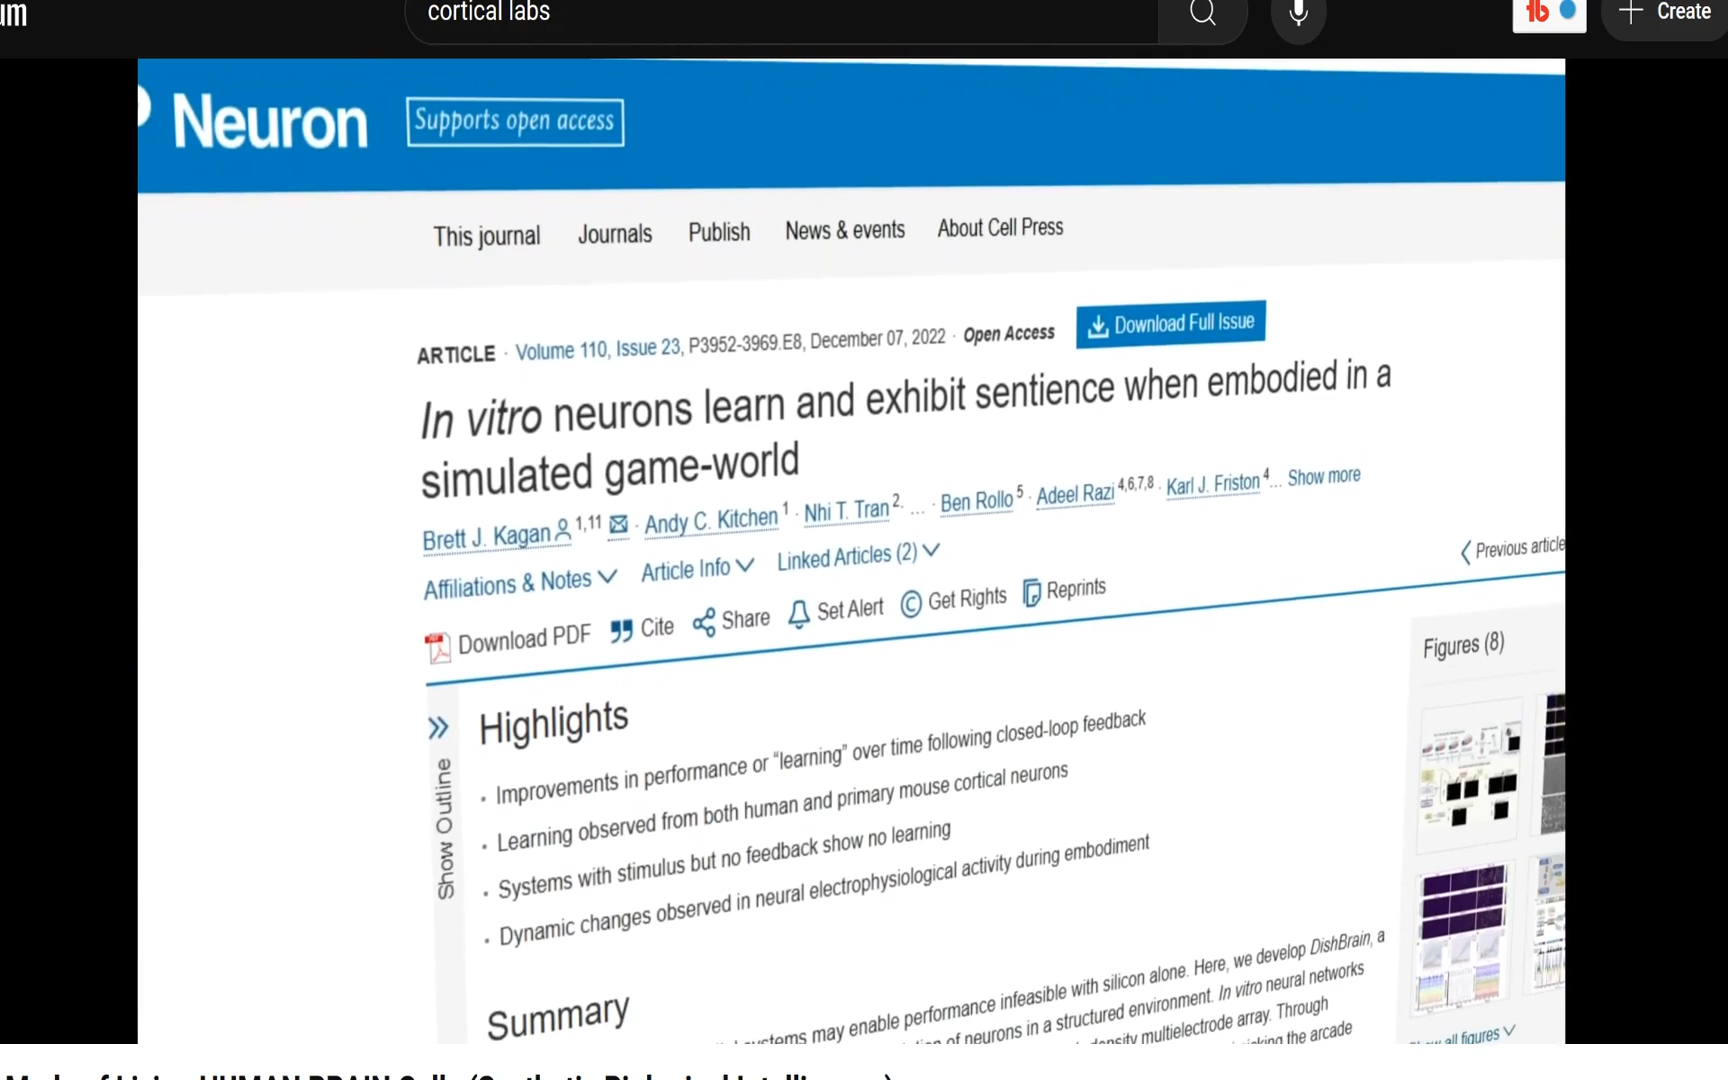 um
cortical labs
Create
Neuron
Supports open access
This journal Journals Publish News & events About Cell Press
ARTICLE · Volume 110, Issue 23, P3952-3969.E8, December 07, 2022 · Open Access
Download Full Issue
In vitro neurons learn and exhibit sentience when embodied in a
simulated game-world
Brett J. Kagan 1,11 · Andy C. Kitchen 1 · Nhi T. Tran 2. ... · Ben Rollo 5 · Adeel Razi 4,6,7,8 · Karl J. Friston 4... Show more
Affiliations & Notes Article Info Linked Articles (2)
Previous article
Download PDF Cite Share Set Alert Get Rights Reprints
Figures (8)
Show Outline
Highlights
• Improvements in performance or “learning” over time following closed-loop feedback
• Learning observed from both human and primary mouse cortical neurons
• Systems with stimulus but no feedback show no learning
• Dynamic changes observed in neural electrophysiological activity during embodiment
Summary
may enable performance infeasible with silicon alone. Here, we develop DishBrain, a
of neurons in a structured environment. In vitro neural networks
multielectrode array. Through
the arcade
all figures